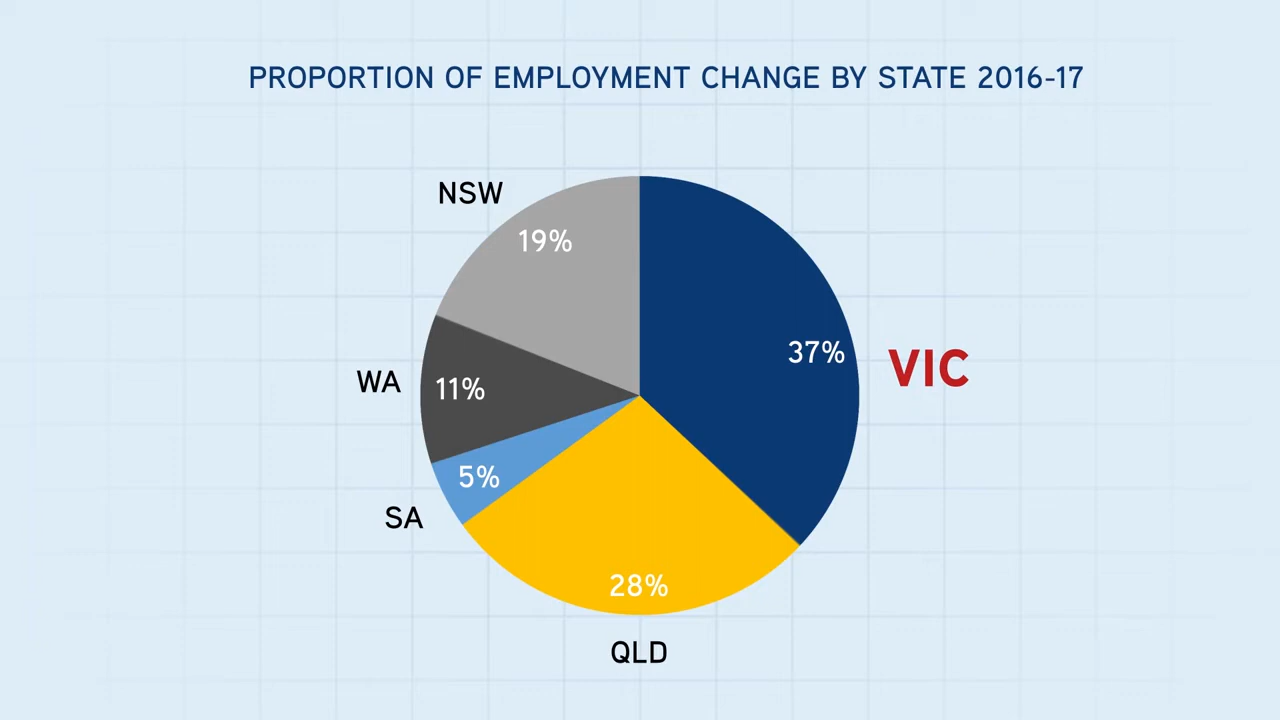 PROPORTION OF EMPLOYMENT CHANGE BY STATE 2016-17
NSW
19%
37%
VIC
WA
11%
5%
SA
28%
QLD